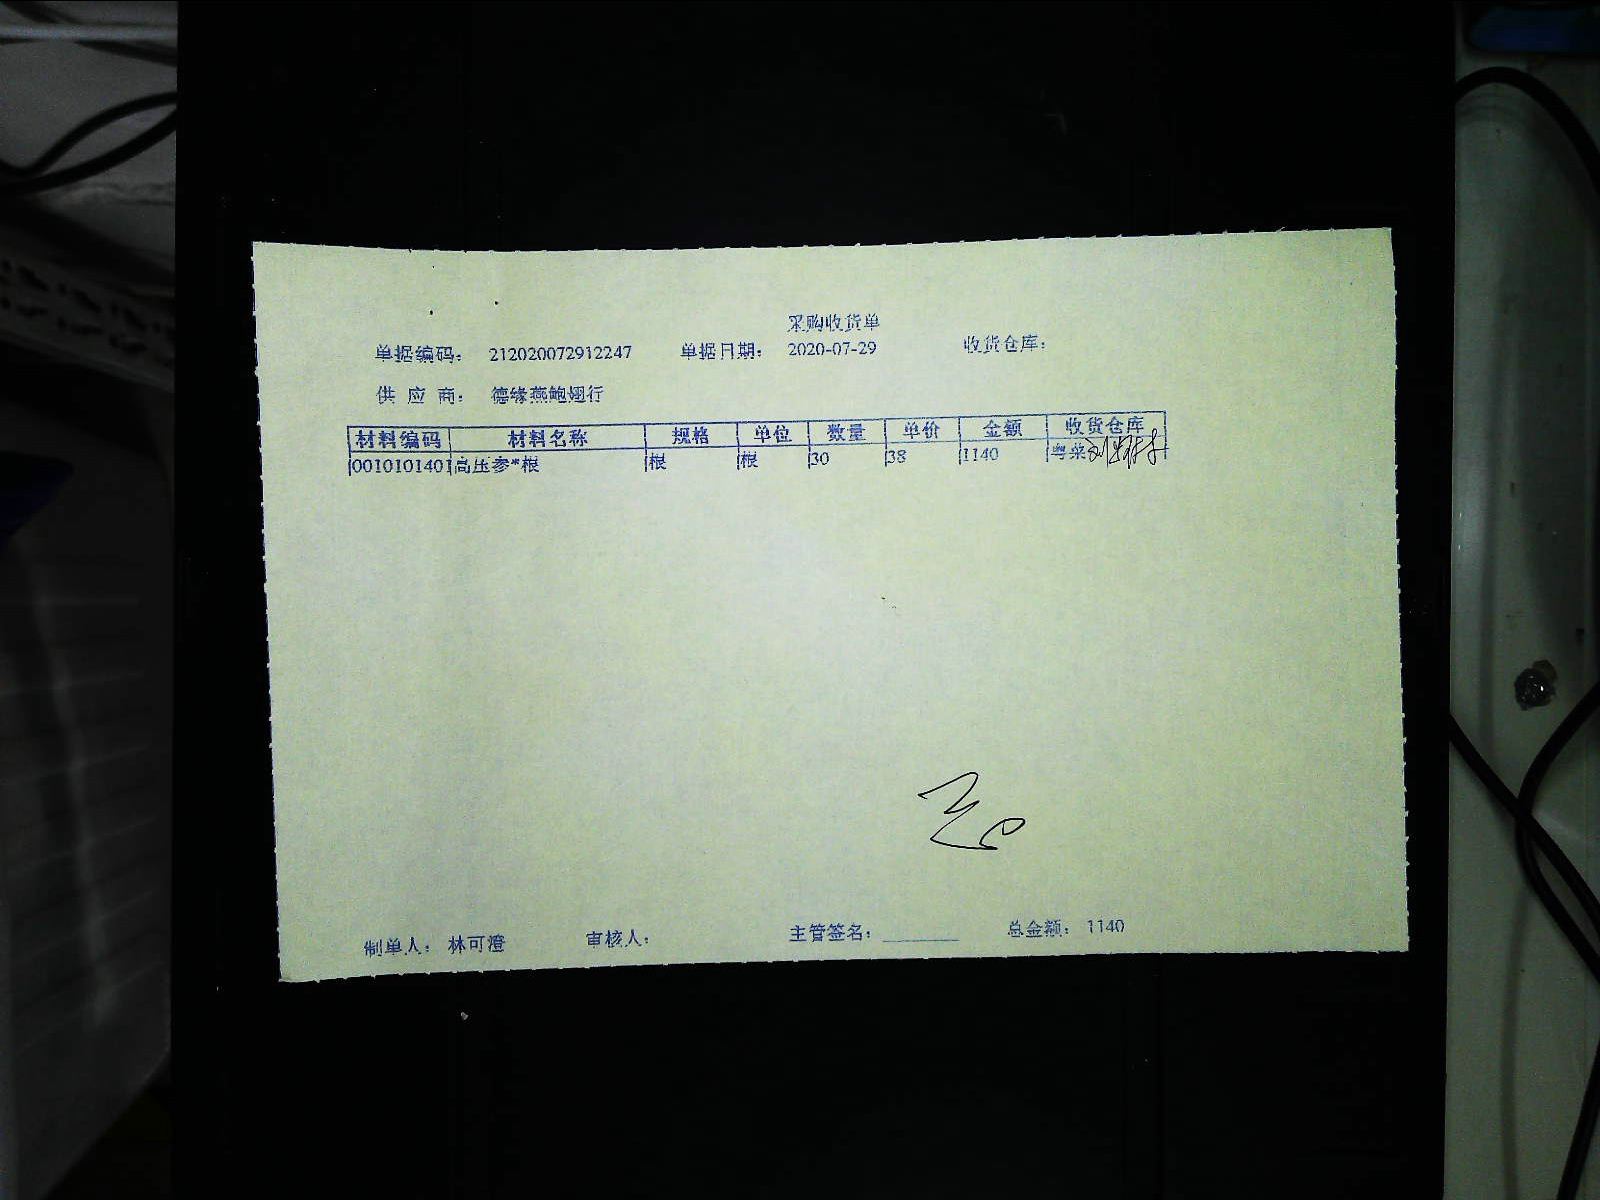 采购收货单
单据编码： 212020072912247 单据日期： 2020-07-29 收货仓库：
供 应 商： 德缘燕鲍翅行
材料编码 材料名称 规格 单位 数量 单价 金额 收货仓库
0010101401 高压参*根 根 根 30 38 1140 粤菜
制单人： 林可澄 审核人： 主管签名： 总金额： 1140